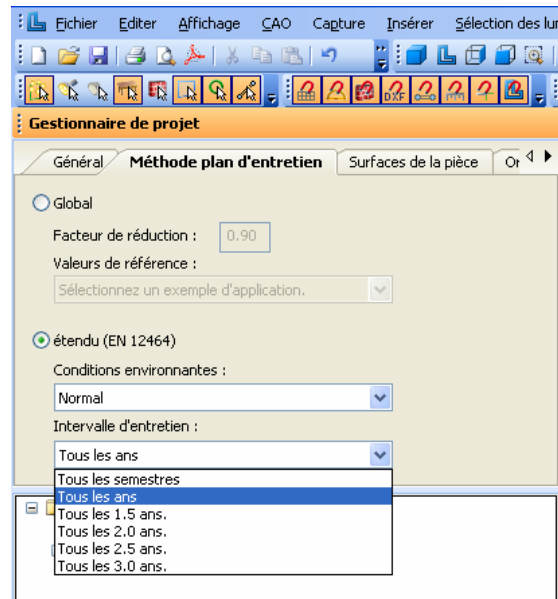 Fichier Editer Affichage CAO Capture Insérer Sélection des lur
DXF
Gestionnaire de projet
Général Méthode plan d'entretien Surfaces de la pièce
Global
Facteur de réduction : 0.90
Valeurs de référence :
Sélectionnez un exemple d'application.
étendu (EN 12464)
Conditions environnantes :
Normal
Intervalle d'entretien :
Tous les ans
Tous les semestres
Tous les ans
Tous les 1.5 ans.
Tous les 2.0 ans.
Tous les 2.5 ans.
Tous les 3.0 ans.